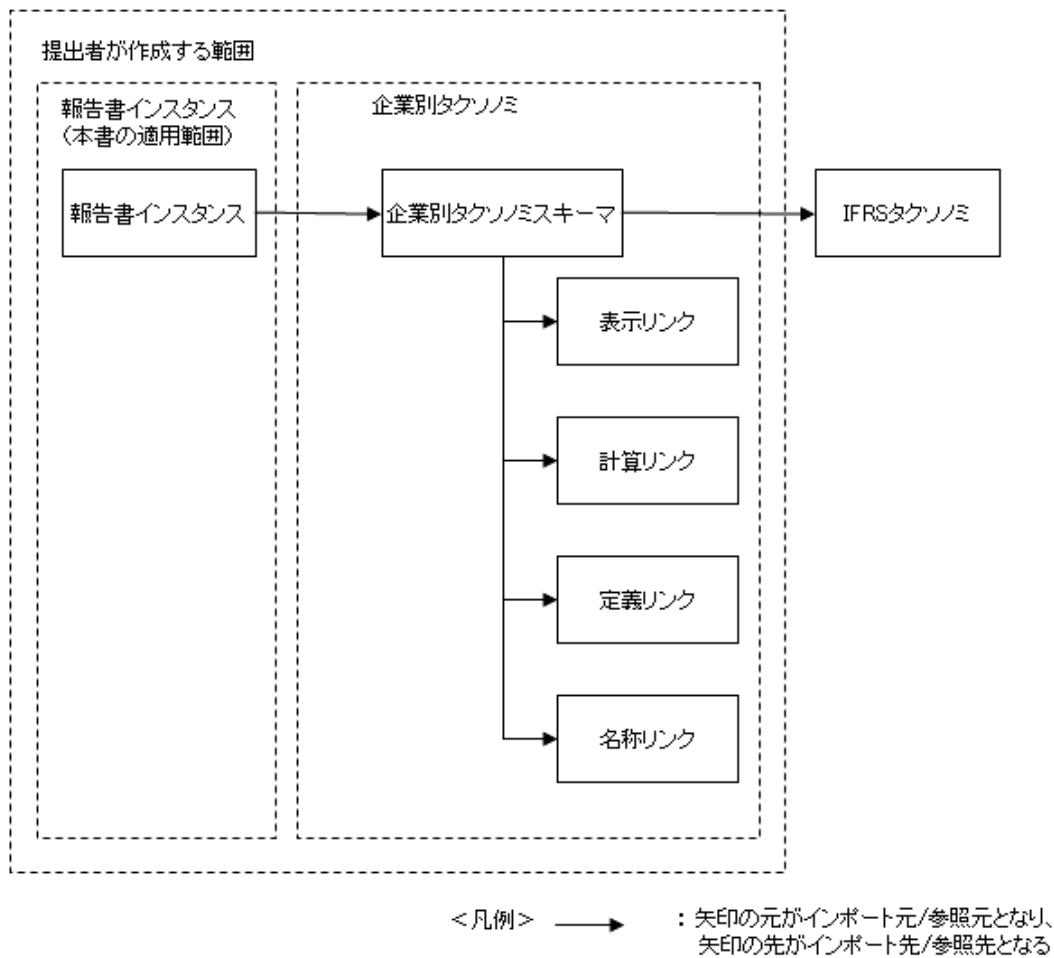 提出者が作成する範囲
報告書インスタンス
（本書の適用範囲）
企業別タクソノミ
報告書インスタンス
企業別タクソノミスキーマ
IFRSタクソノミ
表示リンク
計算リンク
定義リンク
名称リンク
＜凡例＞
：矢印の元がインポート元/参照元となり、
矢印の先がインポート先/参照先となる